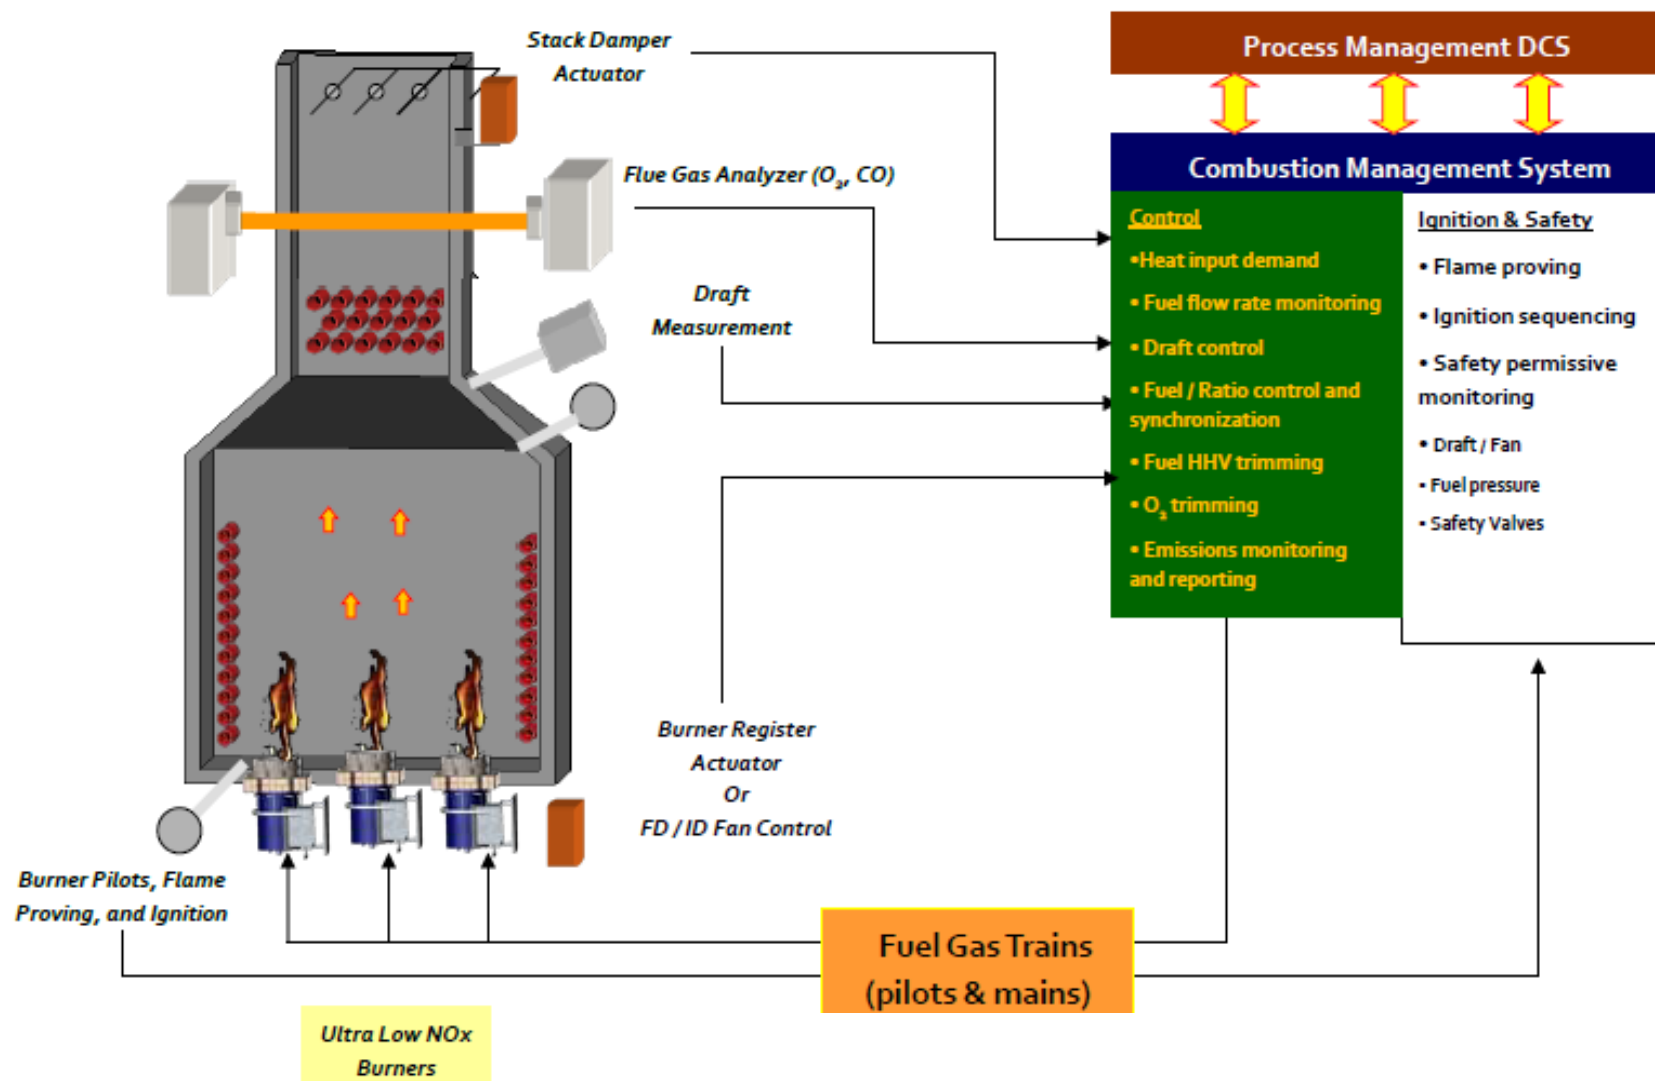 Stack Damper
Actuator
Process Management DCS
Combustion Management System
Flue Gas Analyzer (O₂, CO)
Control
•Heat input demand
• Fuel flow rate monitoring
• Draft control
• Fuel / Ratio control and
synchronization
• Fuel HHV trimming
• O₂ trimming
• Emissions monitoring
and reporting
Ignition & Safety
• Flame proving
• Ignition sequencing
• Safety permissive
monitoring
• Draft / Fan
• Fuel pressure
• Safety Valves
Draft
Measurement
Burner Register
Actuator
Or
FD / ID Fan Control
Burner Pilots, Flame
Proving, and Ignition
Fuel Gas Trains
(pilots & mains)
Ultra Low NOx
Burners